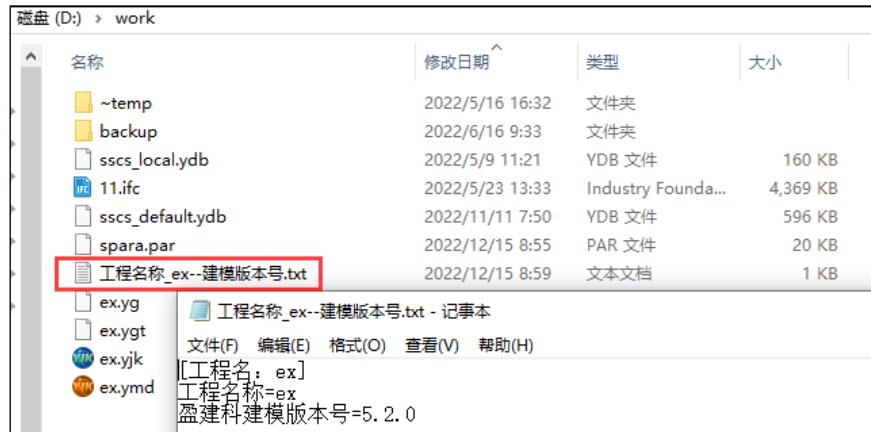 磁盘 (D:) › work
名称 修改日期 类型 大小
~temp 2022/5/16 16:32 文件夹
backup 2022/6/16 9:33 文件夹
sscs_local.ydb 2022/5/9 11:21 YDB 文件 160 KB
11.ifc 2022/5/23 13:33 Industry Founda... 4,369 KB
sscs_default.ydb 2022/11/11 7:50 YDB 文件 596 KB
spara.par 2022/12/15 8:55 PAR 文件 20 KB
工程名称_ex--建模版本号.txt 2022/12/15 8:59 文本文档 1 KB
ex.yg
ex.ygt
ex.yjk
ex.ymd
工程名称_ex--建模版本号.txt - 记事本
文件(F) 编辑(E) 格式(O) 查看(V) 帮助(H)
[工程名：ex]
工程名称=ex
盈建科建模版本号=5.2.0